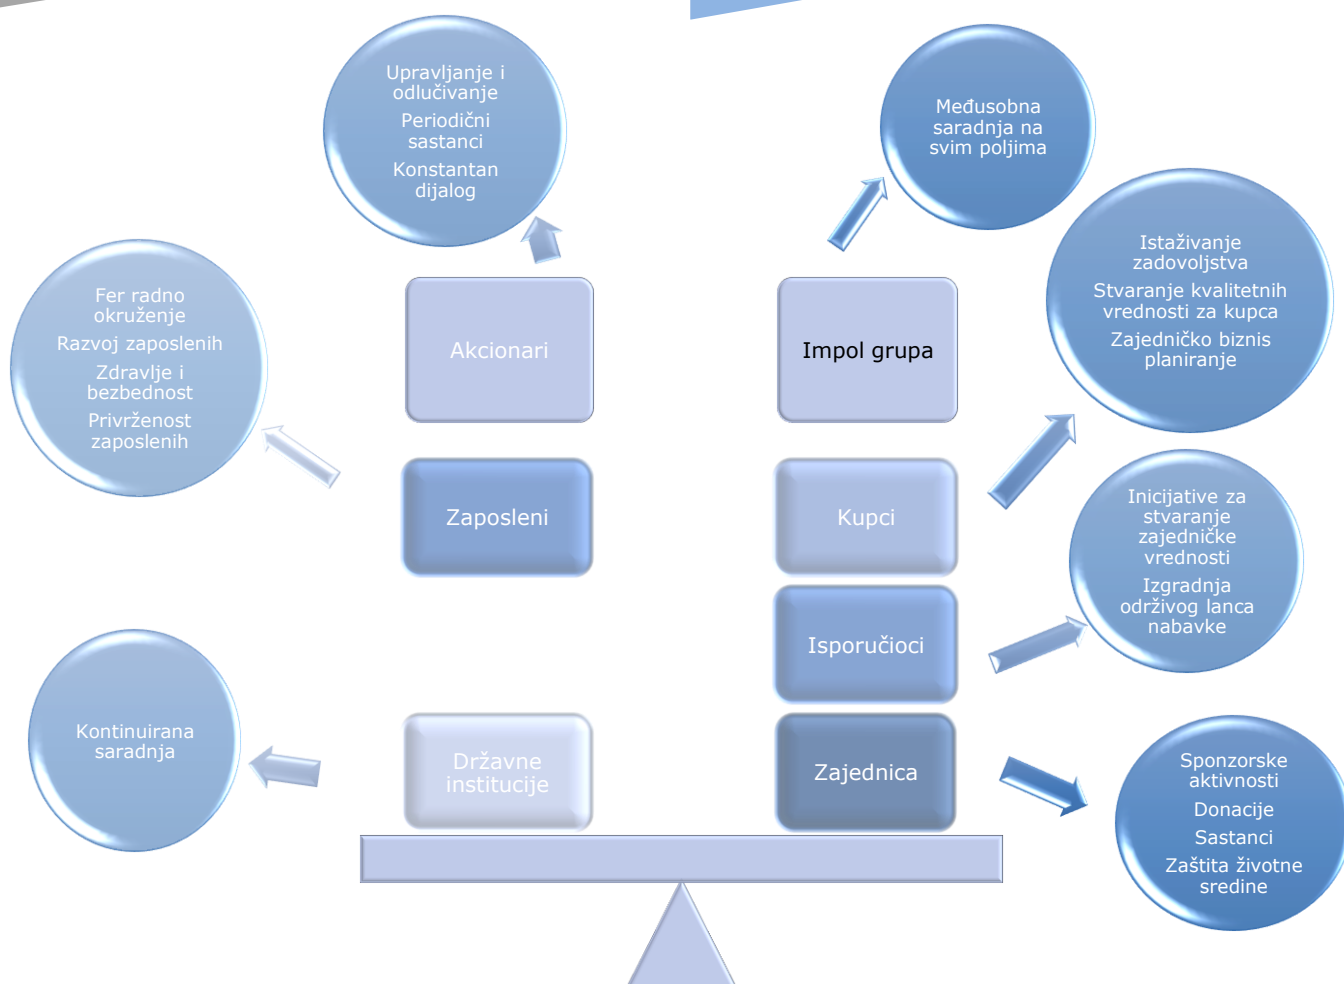 Upravljanje i
odlučivanje
Periodični
sastanci
Konstantan
dijalog
Međusobna
saradnja na
svim poljima
Istaživanje
zadovoljstva
Stvaranje kvalitetnih
vrednosti za kupca
Zajedničko biznis
planiranje
Fer radno
okruženje
Razvoj zaposlenih
Zdravlje i
bezbednost
Privrženost
zaposlenih
Akcionari
Impol grupa
Zaposleni
Kupci
Inicijative za
stvaranje
zajedničke
vrednosti
Izgradnja
održivog lanca
nabavke
Isporučioci
Kontinuirana
saradnja
Državne
institucije
Zajednica
Sponzorske
aktivnosti
Donacije
Sastanci
Zaštita životne
sredine